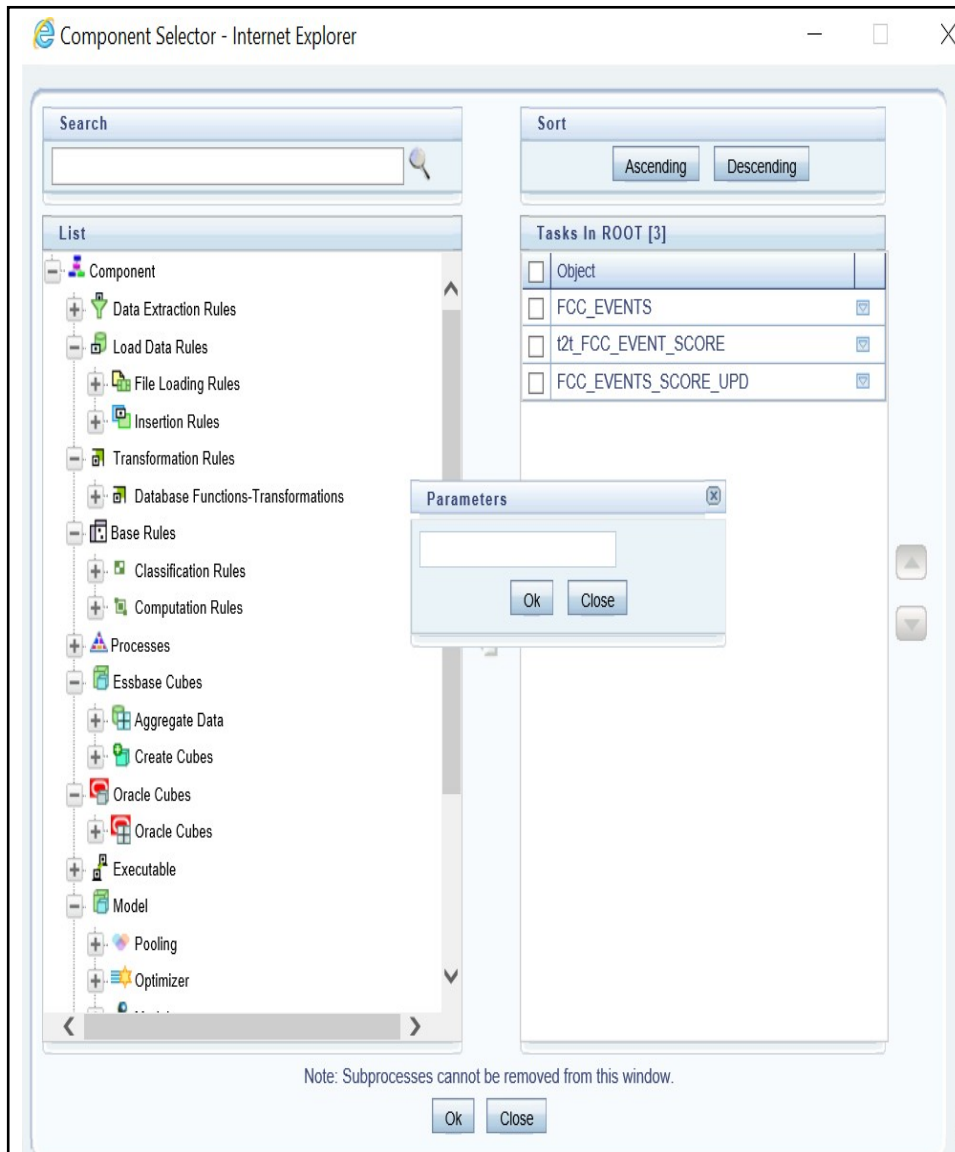 Component Selector - Internet Explorer
Search
Sort
Ascending
Descending
List
Component
Data Extraction Rules
Load Data Rules
File Loading Rules
Insertion Rules
Transformation Rules
Database Functions-Transformations
Base Rules
Classification Rules
Computation Rules
Processes
Essbase Cubes
Aggregate Data
Create Cubes
Oracle Cubes
Oracle Cubes
Executable
Model
Pooling
Optimizer
Tasks In ROOT [3]
Object
FCC_EVENTS
t2t_FCC_EVENT_SCORE
FCC_EVENTS_SCORE_UPD
Parameters
Ok
Close
Note: Subprocesses cannot be removed from this window.
Ok
Close